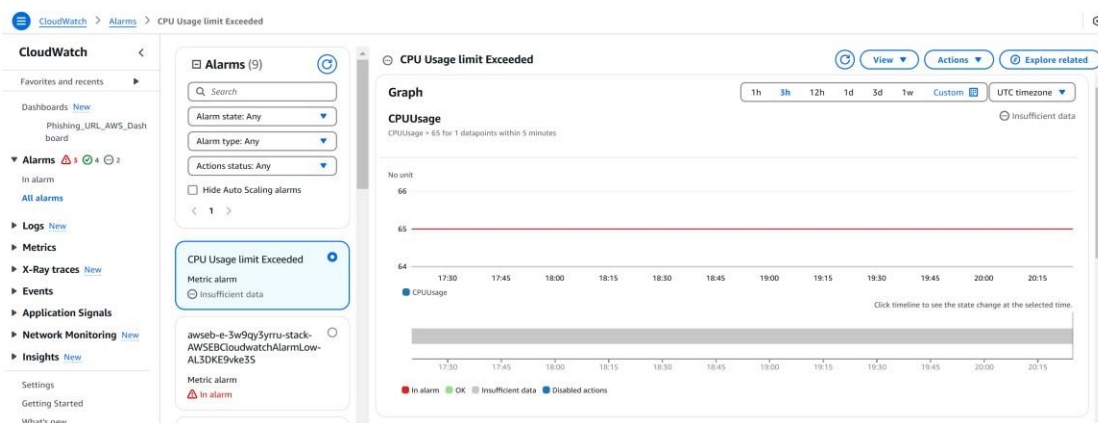 CloudWatch > Alarms > CPU Usage limit Exceeded
CloudWatch
Favorites and recents
Dashboards New
Phishing_URL_AWS_Dash
board
Alarms 3 4 2
In alarm
All alarms
Logs New
Metrics
X-Ray traces New
Events
Application Signals
Network Monitoring New
Insights New
Settings
Getting Started
What's new
Alarms (9)
Search
Alarm state: Any
Alarm type: Any
Actions status: Any
Hide Auto Scaling alarms
< 1 >
CPU Usage limit Exceeded
Metric alarm
Insufficient data
awseb-e-3w9qy3yrru-stack-
AWSEBCloudwatchAlarmLow-
AL3DKE9vke3S
Metric alarm
In alarm
CPU Usage limit Exceeded
View Actions Explore related
Graph
1h 3h 12h 1d 3d 1w Custom UTC timezone
CPUUsage
Insufficient data
CPUUsage > 65 for 1 datapoints within 5 minutes
No unit
66
65
64
17:30 17:45 18:00 18:15 18:30 18:45 19:00 19:15 19:30 19:45 20:00 20:15
CPUUsage
Click timeline to see the state change at the selected time.
17:30 17:45 18:00 18:15 18:30 18:45 19:00 19:15 19:30 19:45 20:00 20:15
In alarm OK Insufficient data Disabled actions